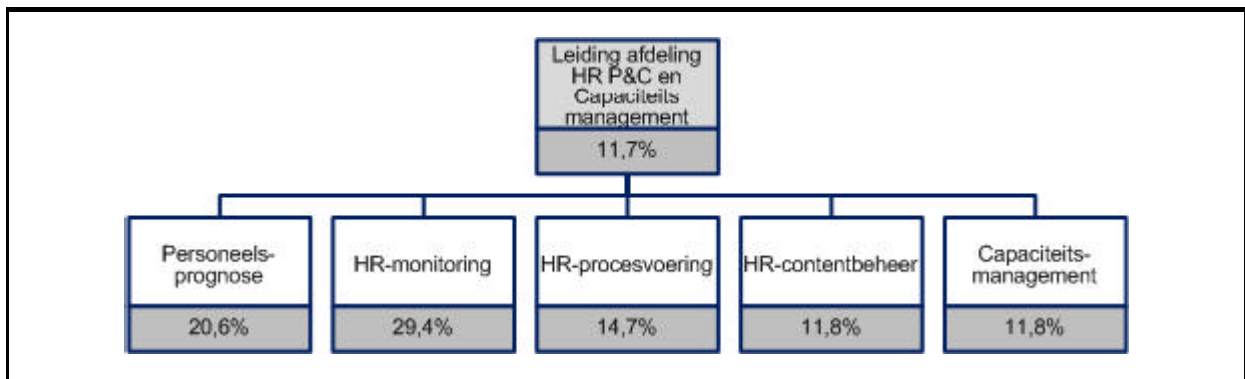 Leiding afdeling
HR P&C en
Capaciteits
management
11,7%
Personeels-
prognose
20,6%
HR-monitoring
29,4%
HR-procesvoering
14,7%
HR-contentbeheer
11,8%
Capaciteits-
management
11,8%